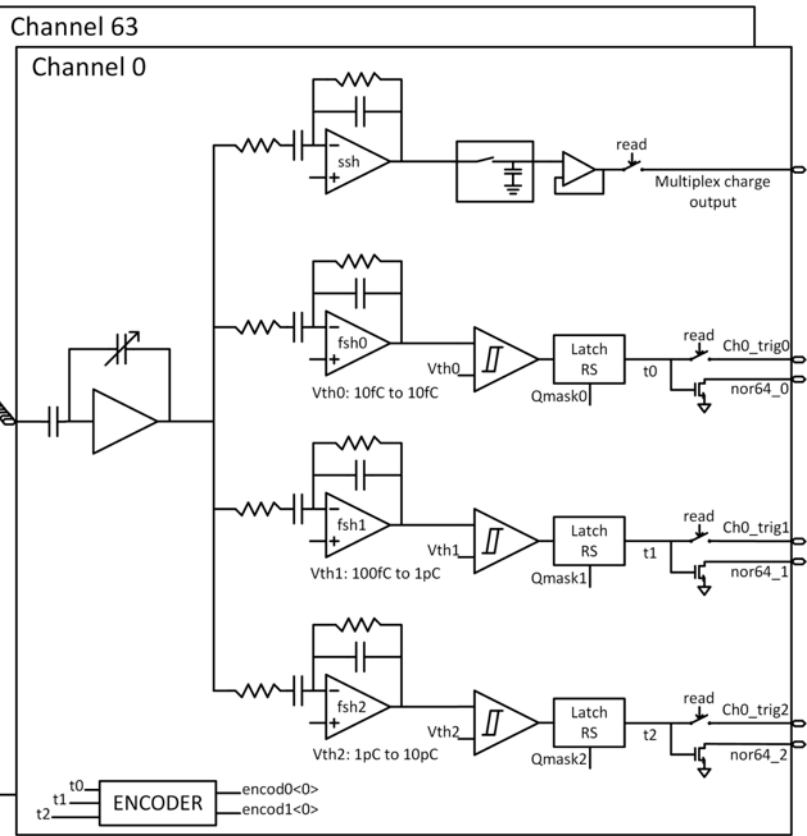 Channel 63
Channel 0
ssh
read
Multiplex charge
output
fsh0
Vth0
Latch
RS
t0
read
Ch0_trig0
Vth0: 10fC to 10fC
Qmask0
nor64_0
fsh1
Vth1
Latch
RS
t1
read
Ch0_trig1
Vth1: 100fC to 1pC
Qmask1
nor64_1
fsh2
Vth2
Latch
RS
t2
read
Ch0_trig2
Vth2: 1pC to 10pC
Qmask2
nor64_2
t0
t1
t2
ENCODER
encod0<0>
encod1<0>